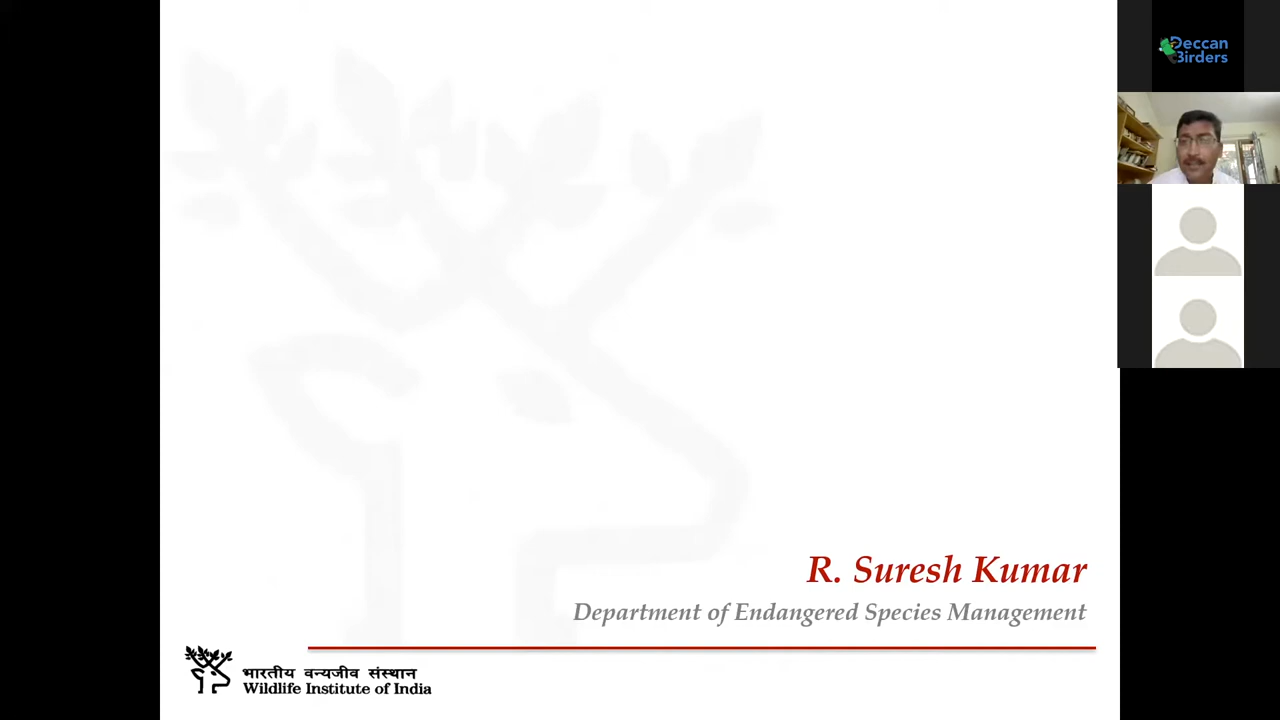 Deccan
Birders
R. Suresh Kumar
Department of Endangered Species Management
भारतीय वन्यजीव संस्थान
Wildlife Institute of India